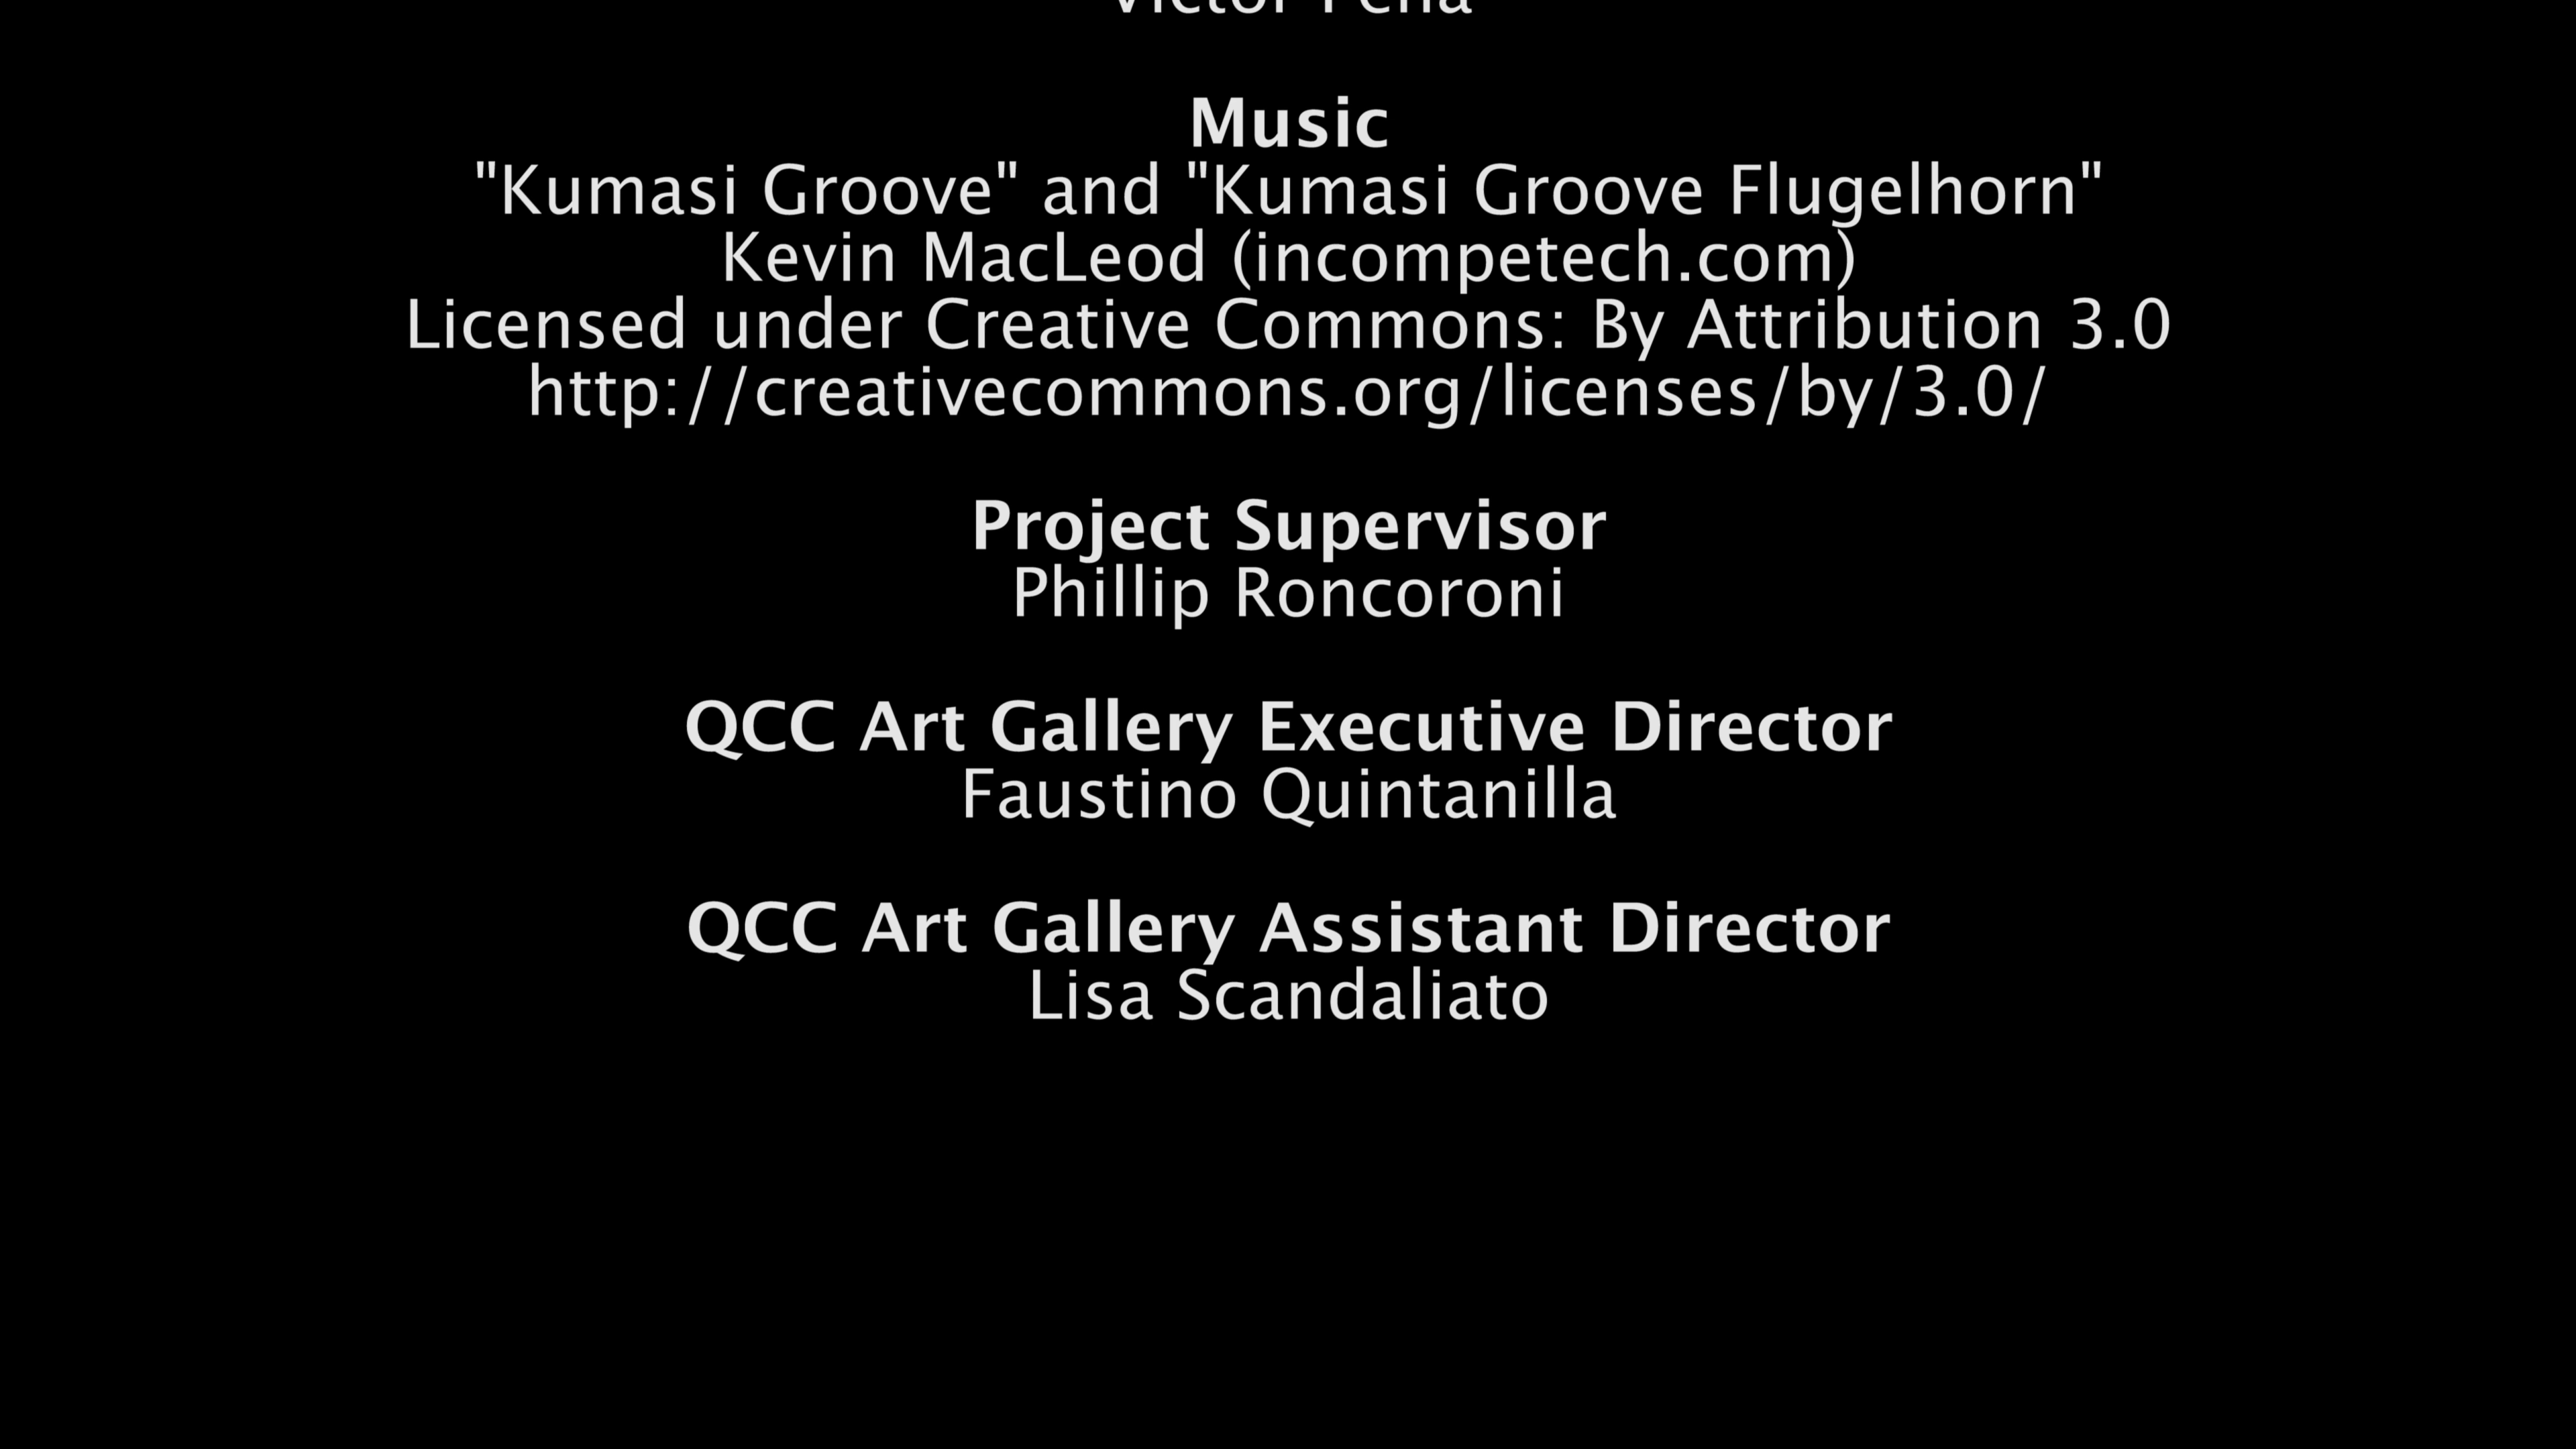 Victor Pena
Music
"Kumasi Groove" and "Kumasi Groove Flugelhorn"
Kevin MacLeod (incompetech.com)
Licensed under Creative Commons: By Attribution 3.0
http://creativecommons.org/licenses/by/3.0/
Project Supervisor
Phillip Roncoroni
QCC Art Gallery Executive Director
Faustino Quintanilla
QCC Art Gallery Assistant Director
Lisa Scandaliato